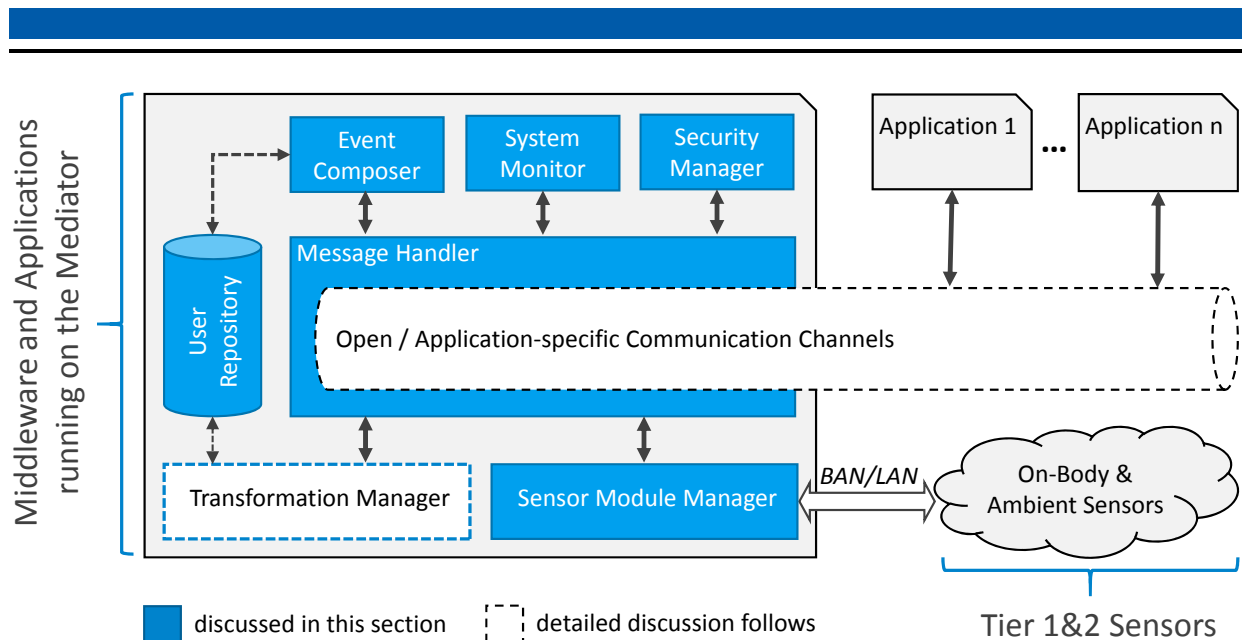 Middleware and Applications
running on the Mediator
Event
Composer
System
Monitor
Security
Manager
Application 1
...
Application n
User
Repository
Message Handler
Open / Application-specific Communication Channels
Transformation Manager
Sensor Module Manager
BAN/LAN
On-Body &
Ambient Sensors
discussed in this section
detailed discussion follows
Tier 1&2 Sensors